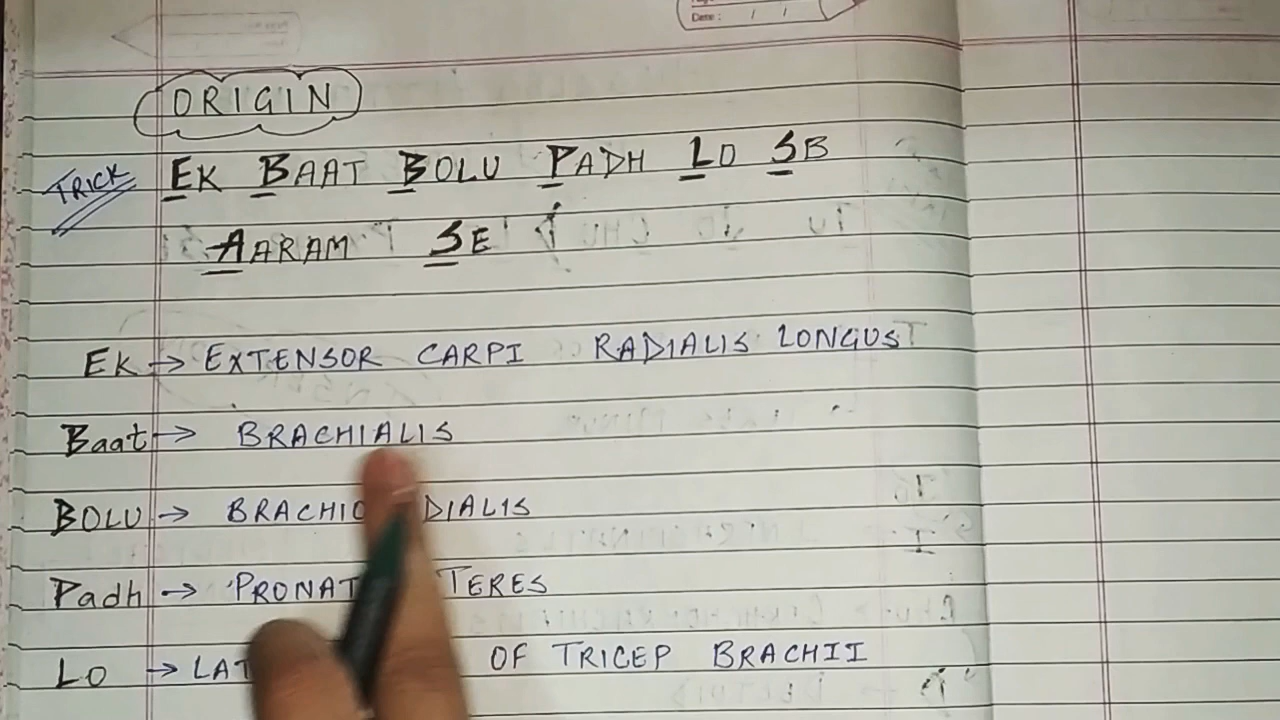 Date : / /
ORIGIN
TRICK EK BAAT BOLU PADH LO SB
AARAM SE
EK → EXTENSOR CARPI RADIALIS LONGUS
Baat → BRACHIALIS
BOLU → BRACHIO DIALIS
Padh → PRONAT TERES
LO → LAT OF TRICEP BRACHII